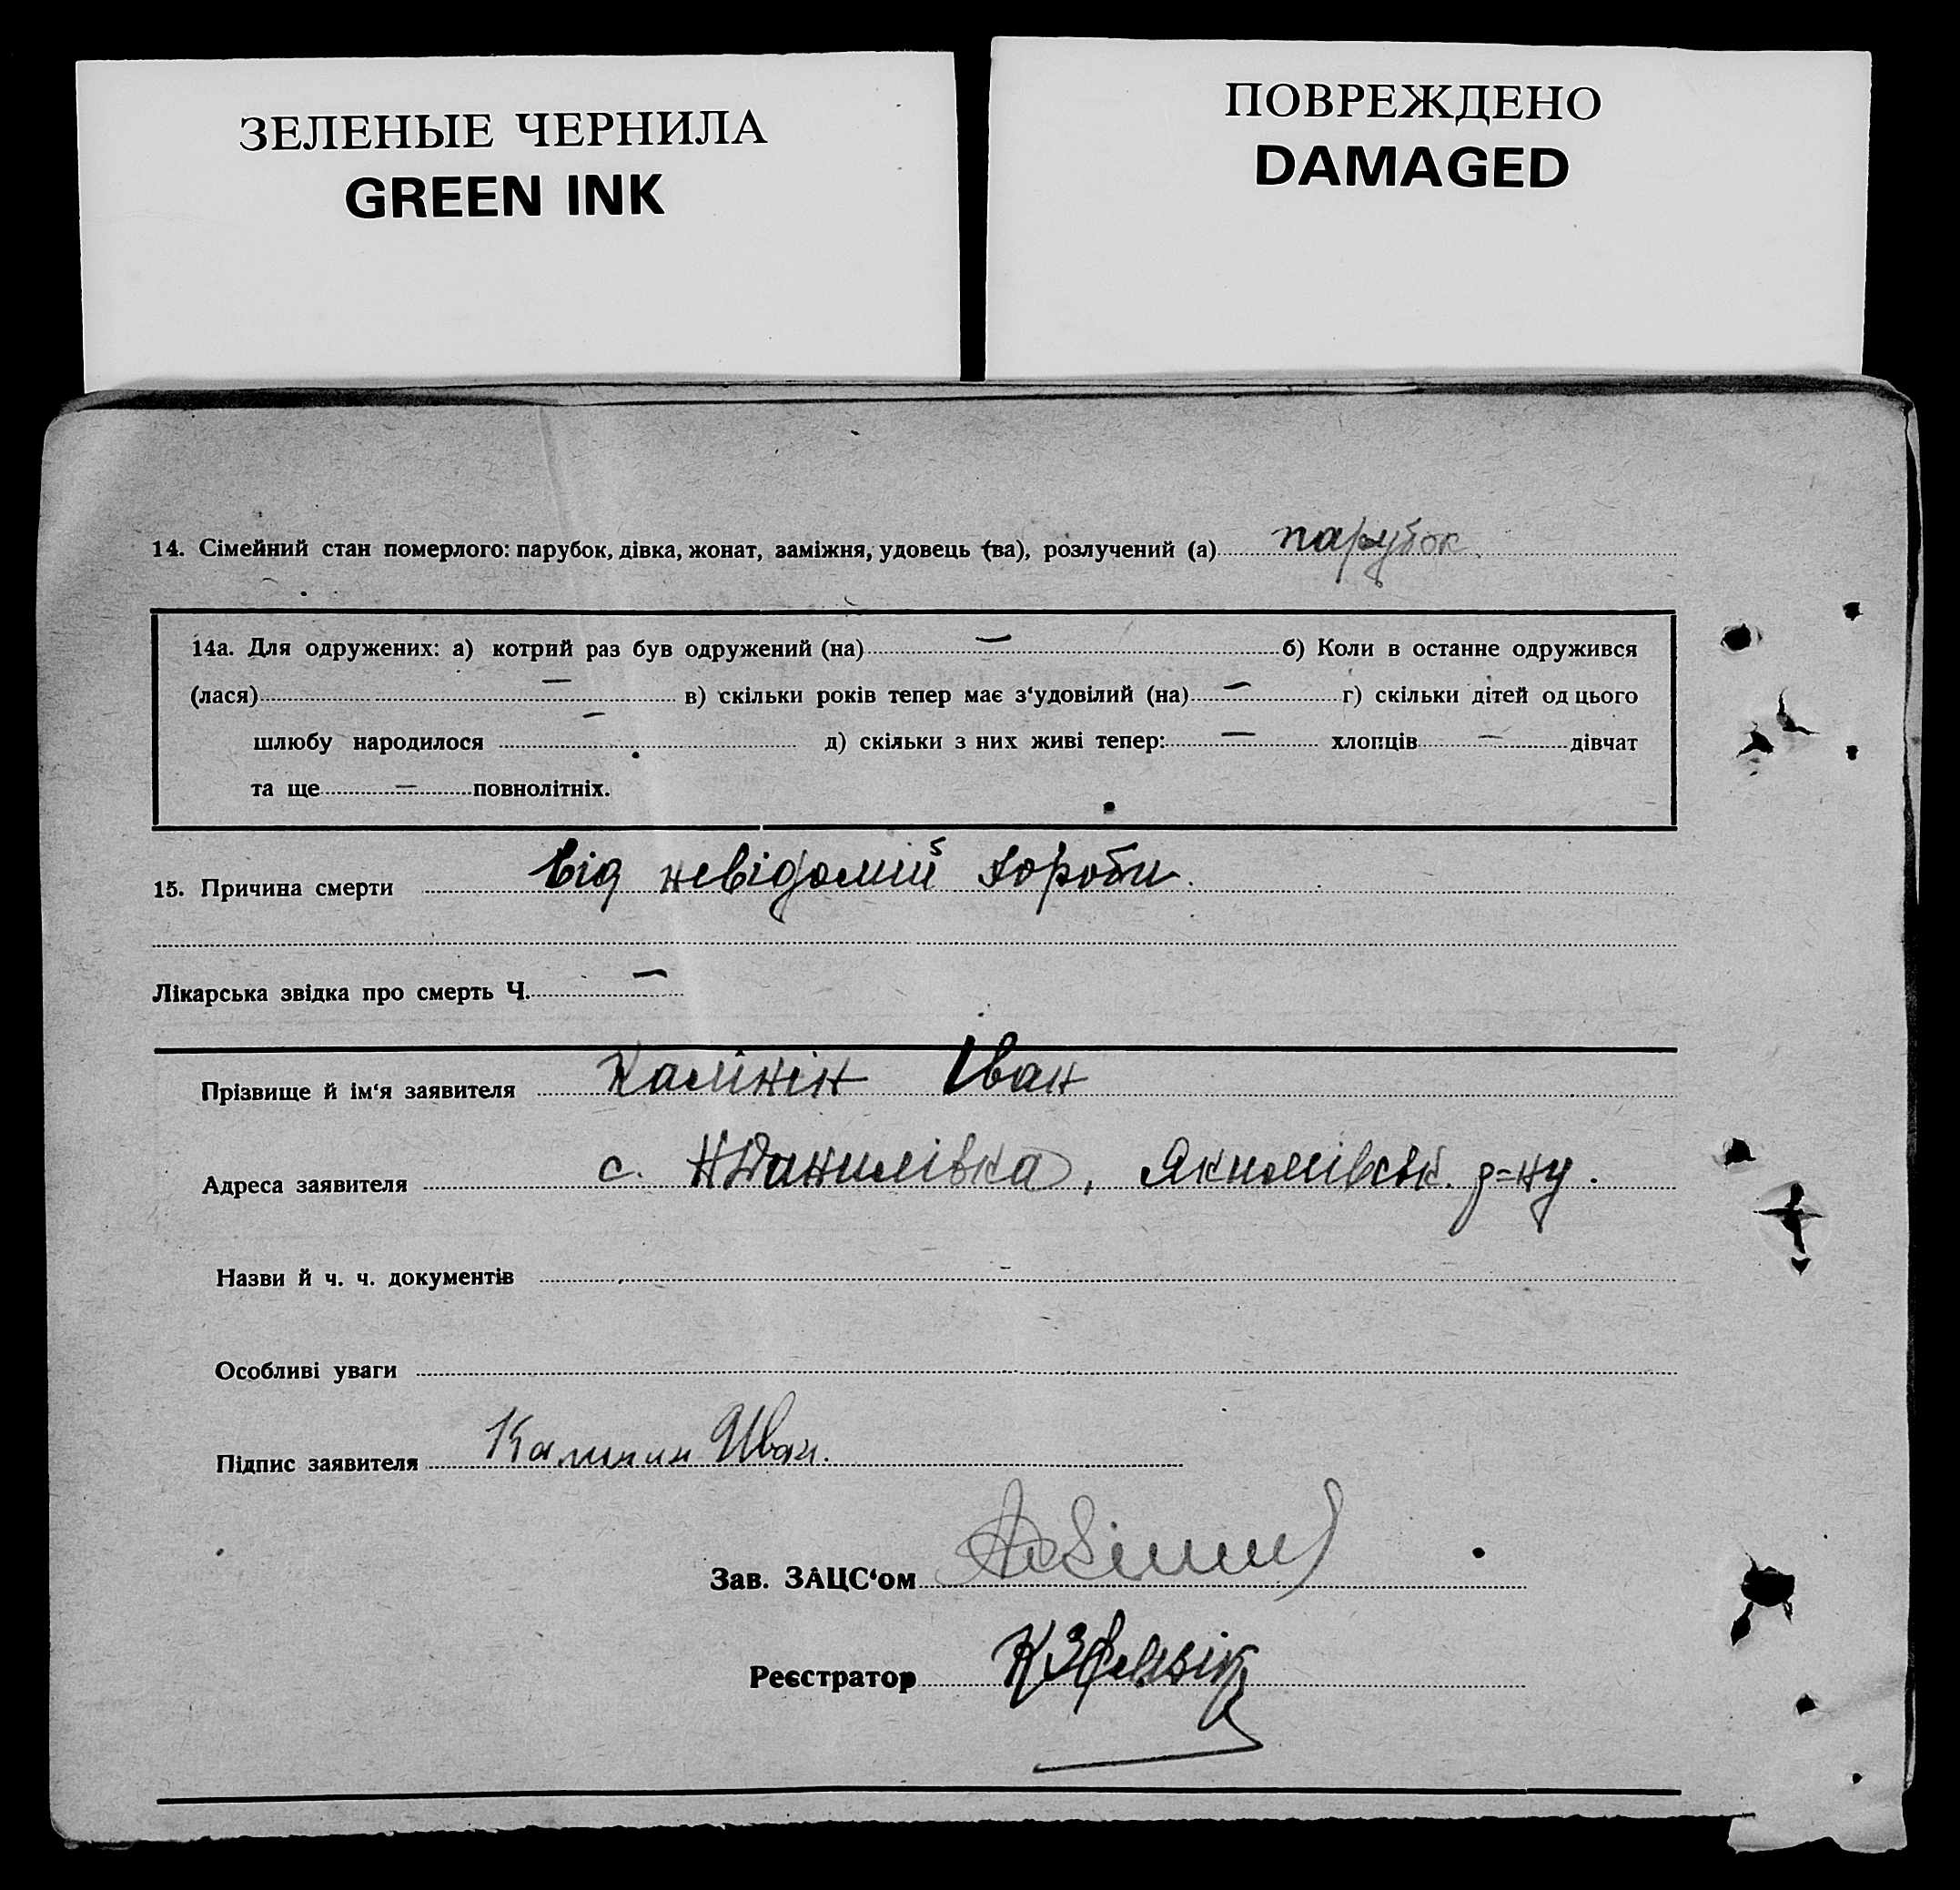 ЗЕЛЕНЫЕ ЧЕРНИЛА
GREEN INK
ПОВРЕЖДЕНО
DAMAGED
14. Сімейний стан померлого: парубок, дівка, жонат, заміжня, удовець (ва), розлучений (а) парубок
14а. Для одружених: а) котрий раз був одружений (на) — б) Коли в останне одружився
(лася) — в) скільки років тепер має з‘удовілий (на) — г) скільки дітей од цього
шлюбу народилося — д) скільки з них живі тепер: — хлопців — дівчат
та ще — повнолітніх.
15. Причина смерти від невідомий хороби.
Лікарська звідка про смерть Ч. —
Прізвище й ім‘я заявителя Калінін Іван
Адреса заявителя с. НДанилівка, Якимівськ. р=ну.
Назви й ч. ч. документів
Особливі уваги
Підпис заявителя Калинин Иван.
Зав. ЗАЦС‘ом
Реєстратор